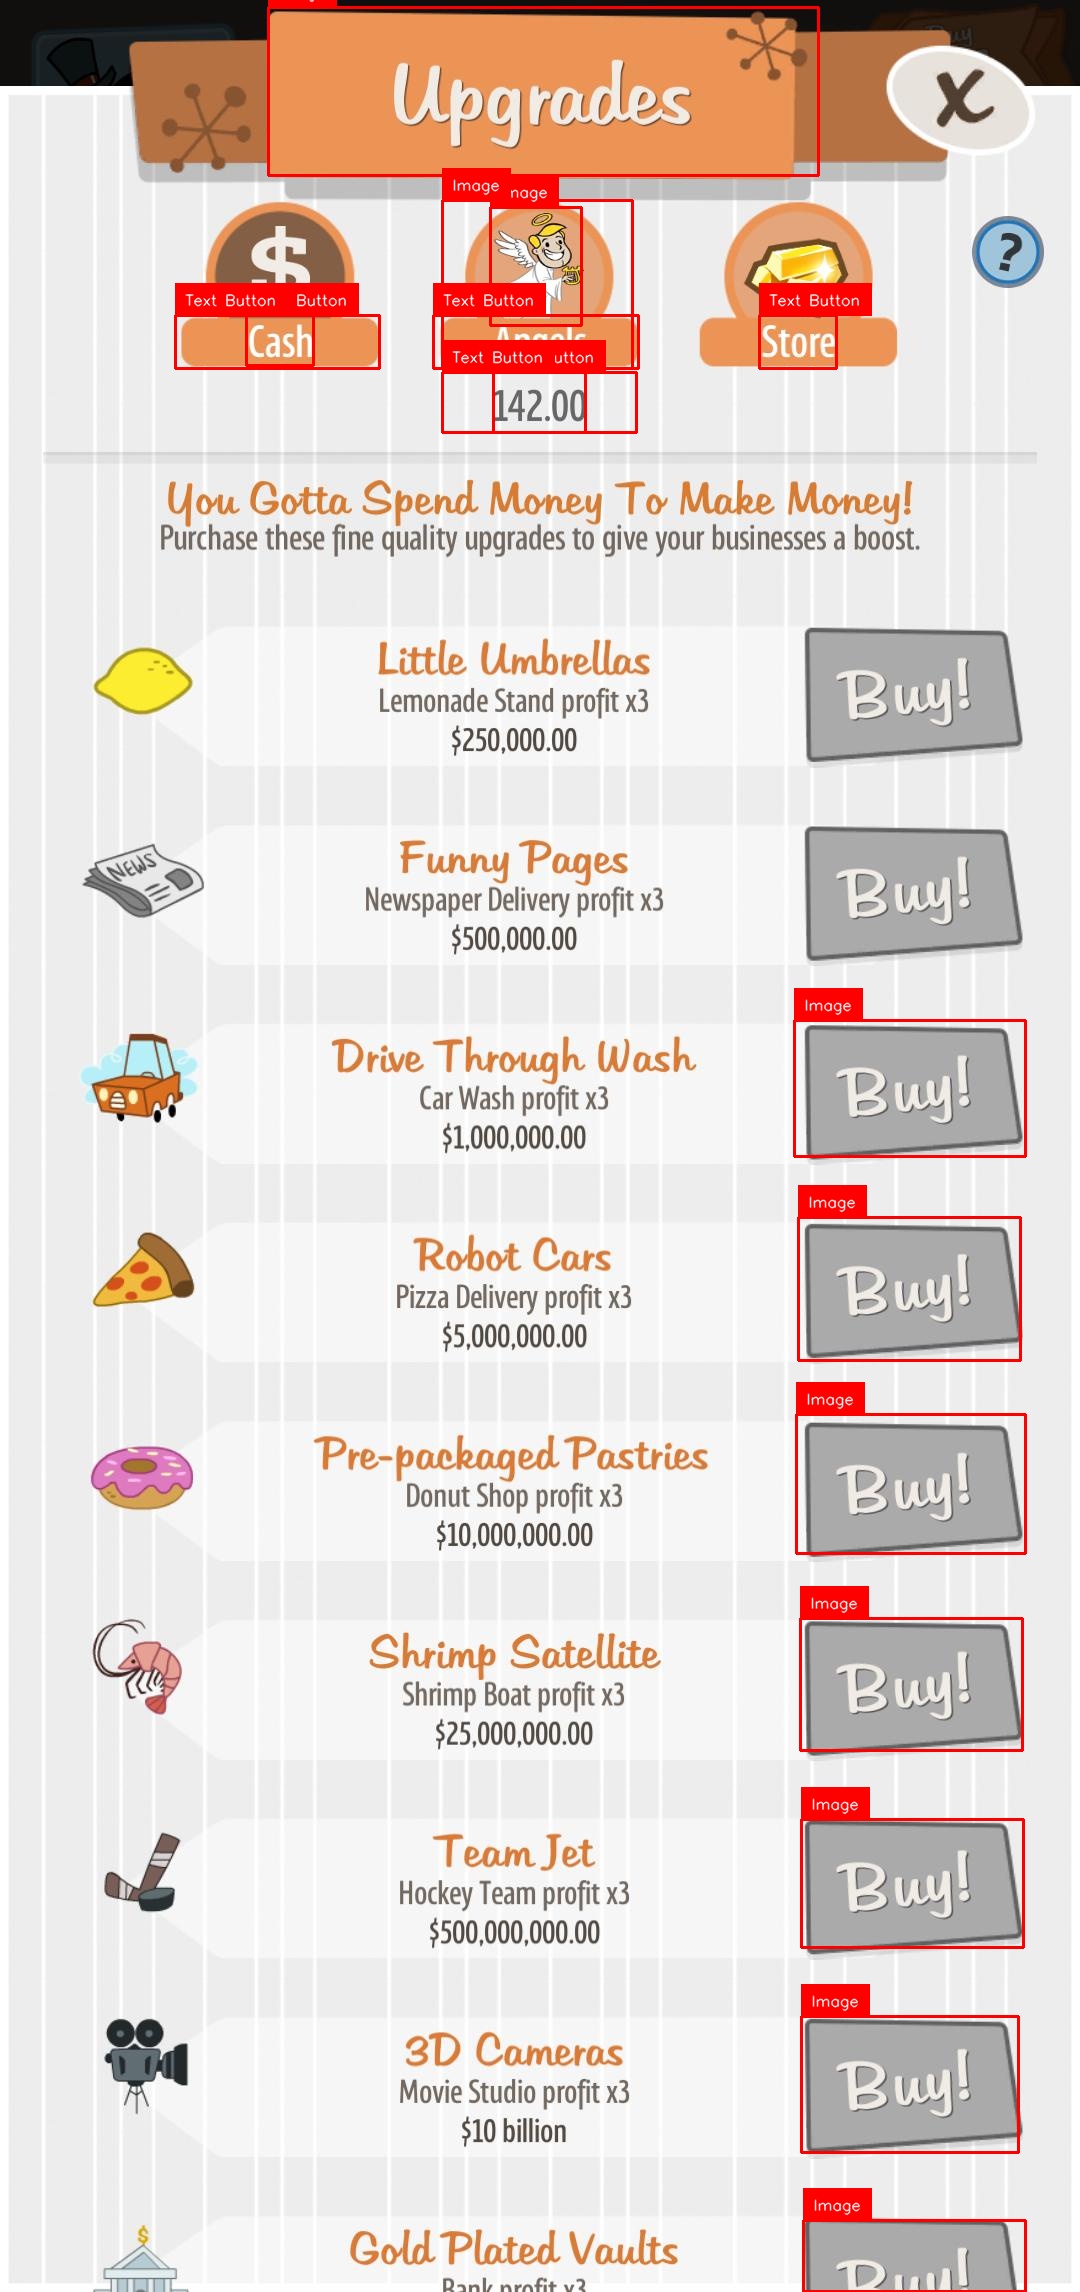 Buy
Upgrades
X
$
?
Image
nage
Text Button
Button
Text Button
Text Button
Cash
Angels
Store
Text Button
utton
142.00
You Gotta Spend Money To Make Money!
Purchase these fine quality upgrades to give your businesses a boost.
Little Umbrellas
Lemonade Stand profit x3
$250,000.00
Buy!
Funny Pages
NEWS
Newspaper Delivery profit x3
$500,000.00
Buy!
Image
Drive Through Wash
Car Wash profit x3
$1,000,000.00
Buy!
Image
Robot Cars
Pizza Delivery profit x3
$5,000,000.00
Buy!
Image
Pre-packaged Pastries
Donut Shop profit x3
$10,000,000.00
Buy!
Image
Shrimp Satellite
Shrimp Boat profit x3
$25,000,000.00
Buy!
Image
Team Jet
Hockey Team profit x3
$500,000,000.00
Buy!
Image
3D Cameras
Movie Studio profit x3
$10 billion
Buy!
Image
$
Gold Plated Vaults
Bank profit x3
Buy!